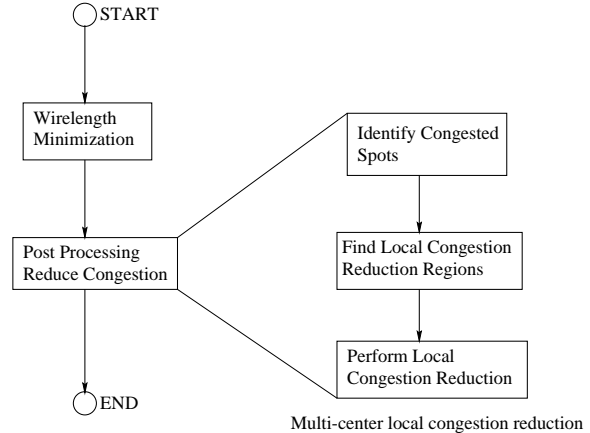 START
Wirelength
Minimization
Post Processing
Reduce Congestion
END
Identify Congested
Spots
Find Local Congestion
Reduction Regions
Perform Local
Congestion Reduction
Multi-center local congestion reduction